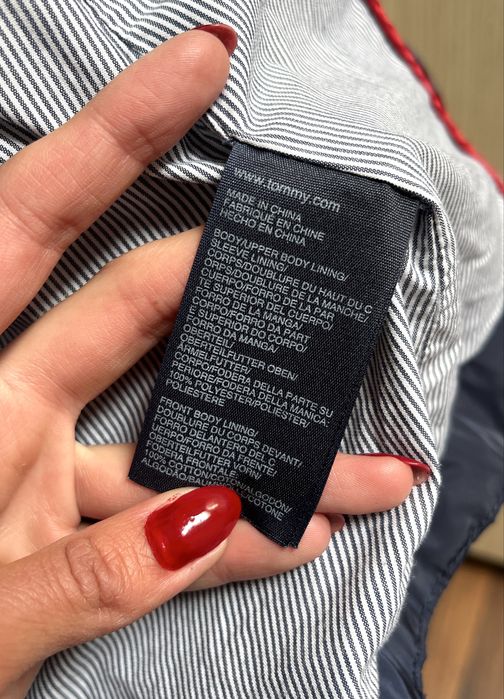 www.tommy.com
MADE IN CHINA
FABRIQUÉ EN CHINE
HECHO EN CHINA
BODY/UPPER BODY LINING/
SLEEVE LINING/
CORPS/DOUBLURE DU HAUT DU C
CORPS/DOUBLURE DE LA MANCHE/
CUERPO/FORRO DE LA PAR
TE SUPERIOR DEL CUERPO/
FORRO DE LA MANGA/
CORPO/FORRO DA PART
E SUPERIOR DO CORPO/
FORRO DA MANGA/
OBERTEIL/
OBERTEILFUTTER OBEN/
ÄRMELFUTTER/
CORPO/FODERA DELLA PARTE SU
PERIORE/FODERA DELLA MANICA:
100% POLYESTER/POLIESTER/
POLIESTERE
FRONT BODY LINING/
DOUBLURE DU CORPS DEVANT/
FORRO DELANTERO DEL C
UERPO/FORRO DA FRENTE/
OBERTEILFUTTER VORN/
FODERA FRONTALE:
100% COTTON/COTON/ALGODÓN/
COTONE